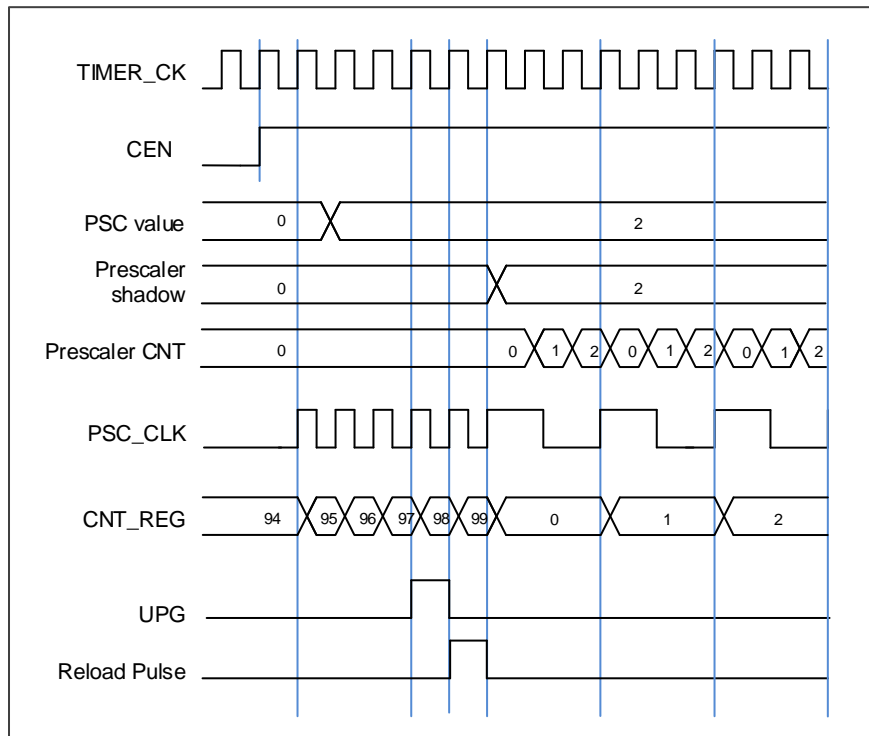 TIMER_CK
CEN
PSC value 0 2
Prescaler
shadow 0 2
Prescaler CNT 0 0 1 2 0 1 2 0 1 2
PSC_CLK
CNT_REG 94 95 96 97 98 99 0 1 2
UPG
Reload Pulse